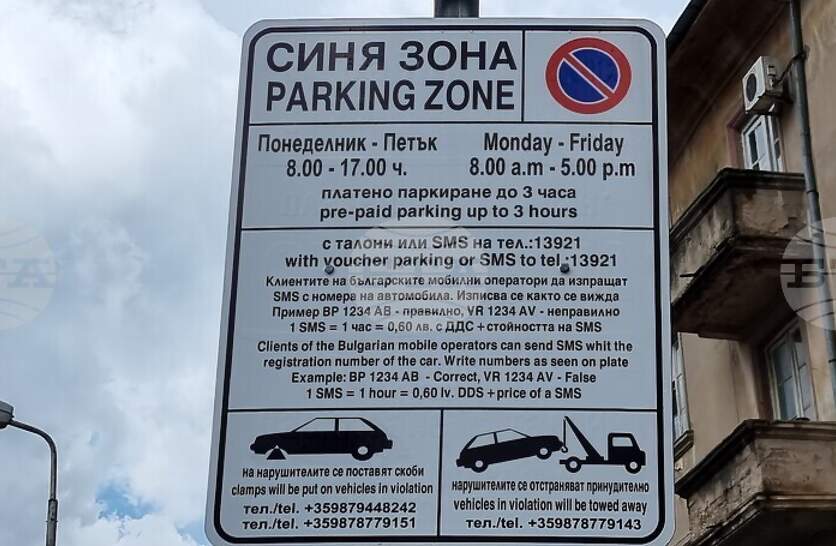 СИНЯ ЗОНА
PARKING ZONE
Понеделник - Петък
8.00 - 17.00 ч.
Monday - Friday
8.00 a.m - 5.00 p.m
платено паркиране до 3 часа
pre-paid parking up to 3 hours
с талони или SMS на тел.:13921
with voucher parking or SMS to tel.:13921
Клиентите на българските мобилни оператори да изпращат
SMS с номера на автомобила. Изписва се както се вижда
Пример ВР 1234 АВ - правилно, VR 1234 AV - неправилно
1 SMS = 1 час = 0,60 лв. с ДДС + стойността на SMS
Clients of the Bulgarian mobile operators can send SMS whit the
registration number of the car. Write numbers as seen on plate
Example: BP 1234 AB - Correct, VR 1234 AV - False
1 SMS = 1 hour = 0,60 lv. DDS + price of a SMS
на нарушителите се поставят скоби
clamps will be put on vehicles in violation
тел./tel. +359879448242
тел./tel. +359878779151
нарушителите се отстраняват принудително
vehicles in violation will be towed away
тел./tel. +359878779143